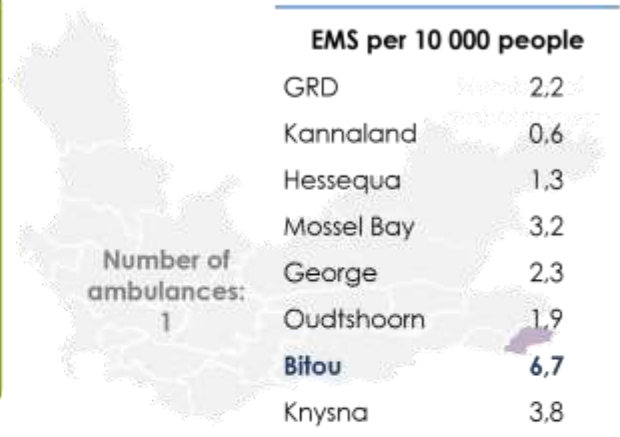 EMS per 10 000 people
GRD 2,2
Kannaland 0,6
Hessequa 1,3
Mossel Bay 3,2
George 2,3
Oudtshoorn 1,9
Bitou 6,7
Knysna 3,8
Number of
ambulances:
1